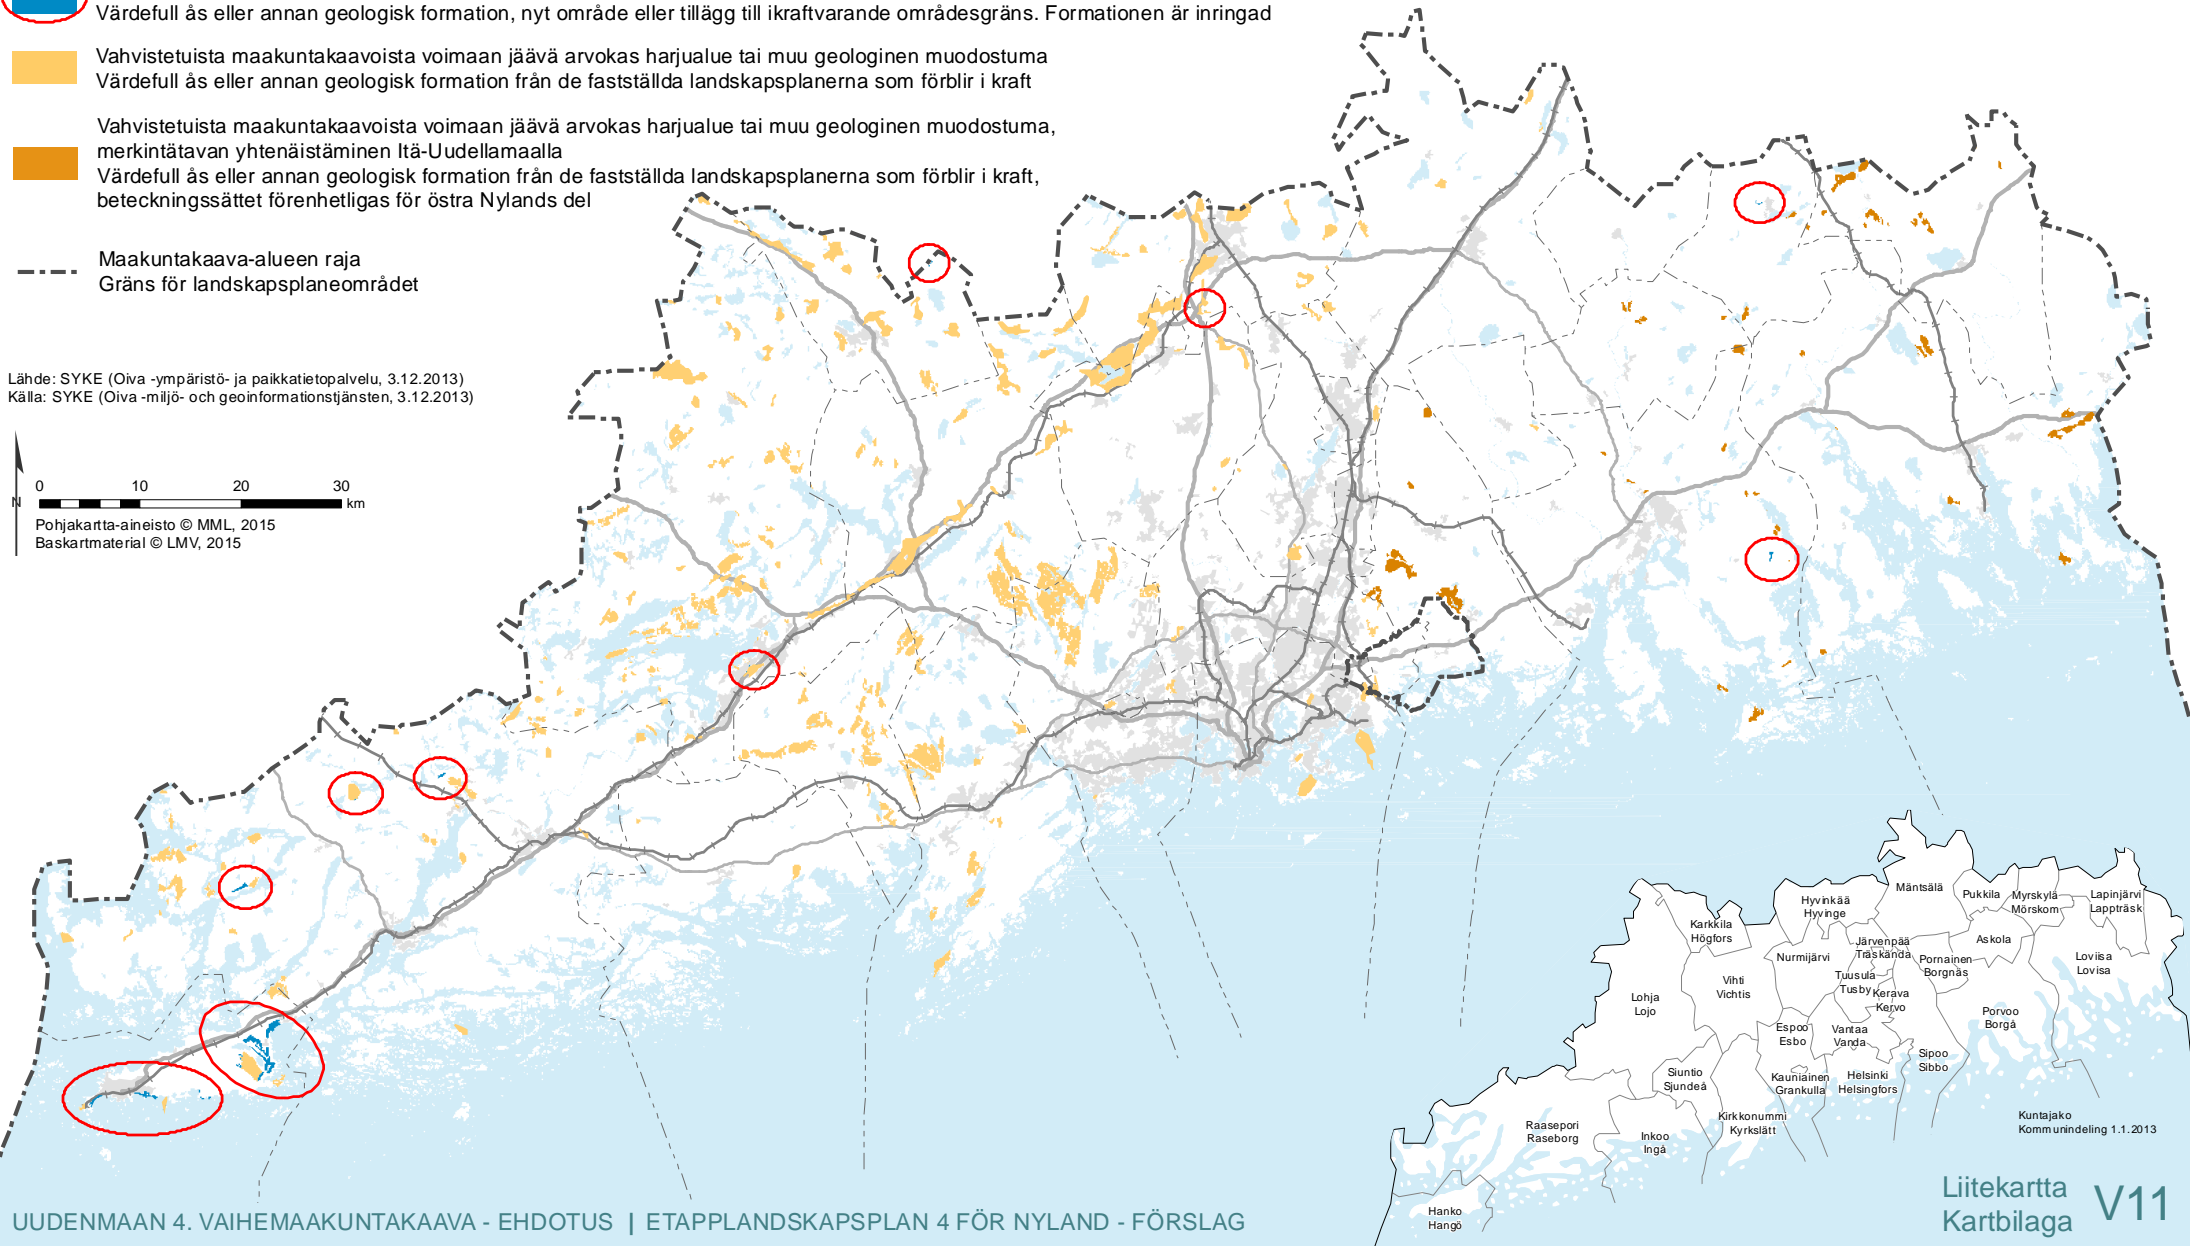 Värdefull ås eller annan geologisk formation, nyt område eller tillägg till ikraftvarande områdesgräns. Formationen är inringad
Vahvistetuista maakuntakaavoista voimaan jäävä arvokas harjualue tai muu geologinen muodostuma
Värdefull ås eller annan geologisk formation från de fastställda landskapsplanerna som förblir i kraft
Vahvistetuista maakuntakaavoista voimaan jäävä arvokas harjualue tai muu geologinen muodostuma,
merkintätavan yhtenäistäminen Itä-Uudellamaalla
Värdefull ås eller annan geologisk formation från de fastställda landskapsplanerna som förblir i kraft,
beteckningssättet förenhetligas för östra Nylands del
Maakuntakaava-alueen raja
Gräns för landskapsplaneområdet
Lähde: SYKE (Oiva -ympäristö- ja paikkatietopalvelu, 3.12.2013)
Källa: SYKE (Oiva -miljö- och geoinformationstjänsten, 3.12.2013)
N
0 10 20 30
km
Pohjakartta-aineisto © MML, 2015
Baskartmaterial © LMV, 2015
Mäntsälä
Pukkila
Myrskylä
Mörskom
Lapinjärvi
Lappträsk
Hyvinkää
Hyvinge
Karkkila
Högfors
Järvenpää
Träskända
Askola
Nurmijärvi
Pornainen
Borgnäs
Loviisa
Lovisa
Tuusula
Tusby
Kerava
Kervo
Vihti
Vichtis
Lohja
Lojo
Porvoo
Borgå
Espoo
Esbo
Vantaa
Vanda
Sipoo
Sibbo
Siuntio
Sjundeå
Kauniainen
Grankulla
Helsinki
Helsingfors
Kirkkonummi
Kyrkslätt
Raasepori
Raseborg
Inkoo
Ingå
Hanko
Hangö
Kuntajako
Kommunindeling 1.1.2013
UUDENMAAN 4. VAIHEMAAKUNTAKAAVA - EHDOTUS | ETAPPLANDSKAPSPLAN 4 FÖR NYLAND - FÖRSLAG
Liitekartta
Kartbilaga
V11